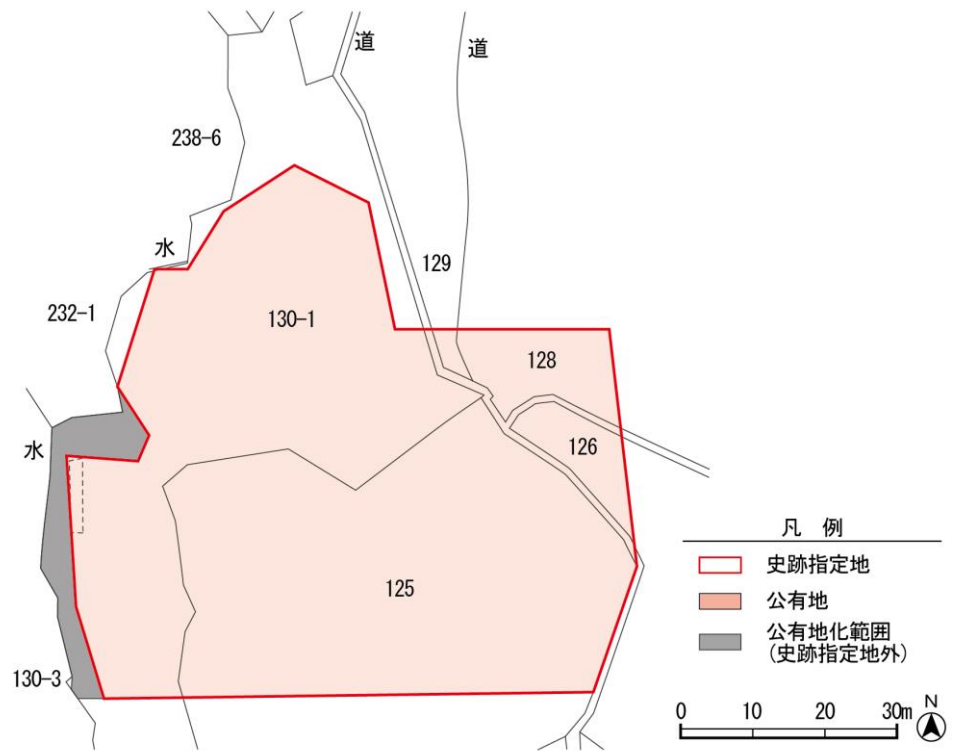 道
道
238-6
水
129
232-1
130-1
128
水
126
凡 例
史跡指定地
125
公有地
公有地化範囲
(史跡指定地外)
130-3
0 10 20 30m
N